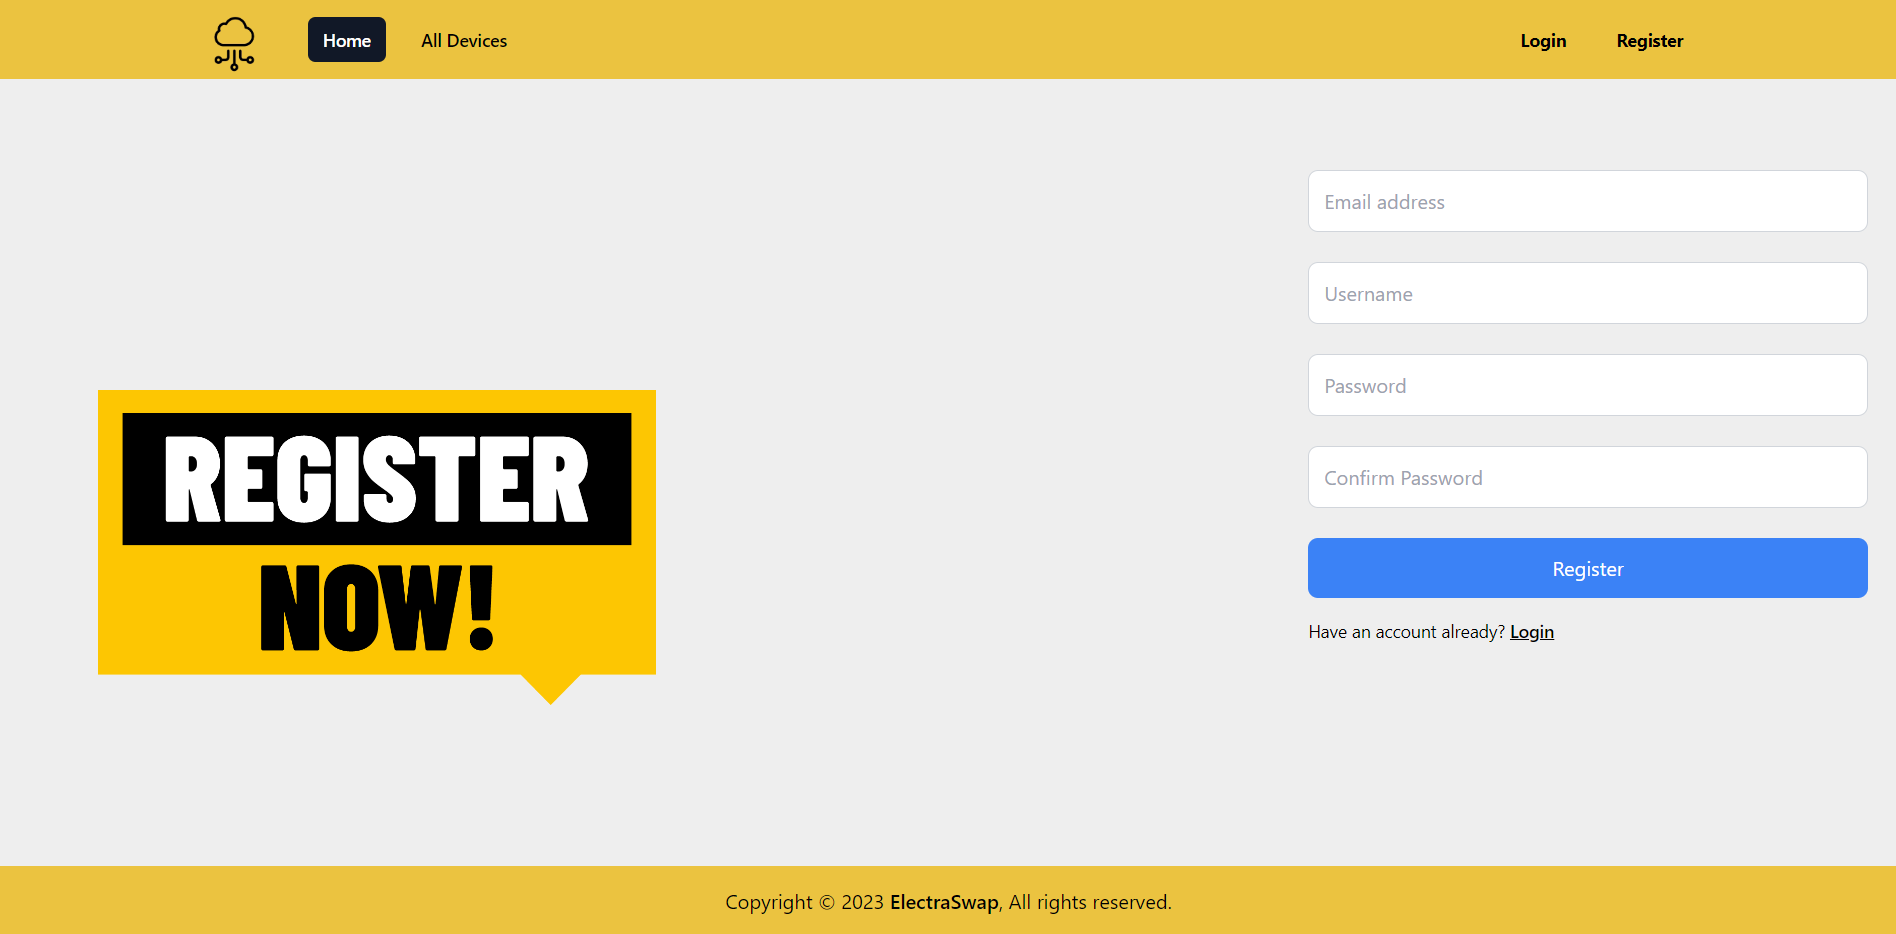 Home All Devices Login Register
REGISTER
NOW!
Email address
Username
Password
Confirm Password
Register
Have an account already? Login
Copyright © 2023 ElectraSwap, All rights reserved.